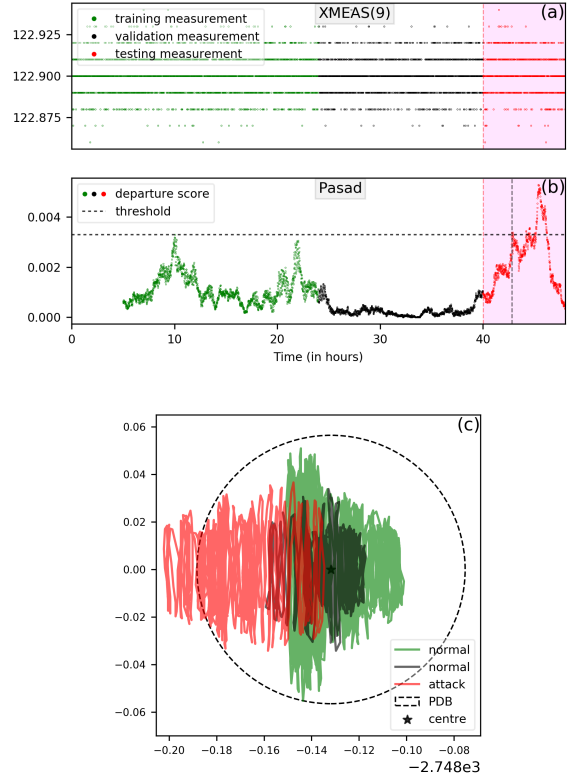 XMEAS(9)
(a)
training measurement
validation measurement
testing measurement
122.925
122.900
122.875
Pasad
(b)
departure score
threshold
0.004
0.002
0.000
0 10 20 30 40
Time (in hours)
(c)
0.06
0.04
0.02
0.00
−0.02
−0.04
−0.06
normal
normal
attack
PDB
centre
−0.20 −0.18 −0.16 −0.14 −0.12 −0.10 −0.08
−2.748e3